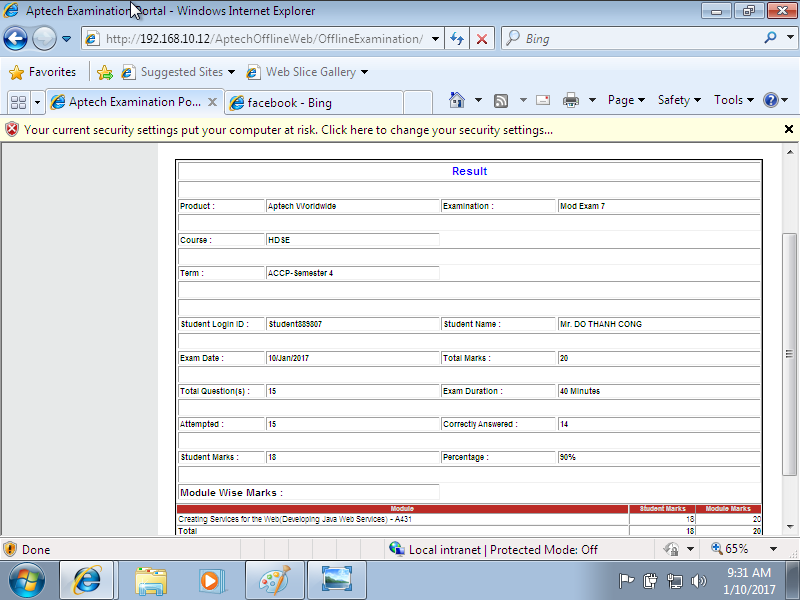 Aptech Examination Portal - Windows Internet Explorer
http://192.168.10.12/AptechOfflineWeb/OfflineExamination/
Bing
Favorites Suggested Sites Web Slice Gallery
Aptech Examination Po... facebook - Bing Page Safety Tools
Your current security settings put your computer at risk. Click here to change your security settings...
Result
Product : Aptech Worldwide Examination : Mod Exam 7
Course : HDSE
Term : ACCP-Semester 4
Student Login ID : Student889807 Student Name : Mr. DO THANH CONG
Exam Date : 10/Jan/2017 Total Marks : 20
Total Question(s) : 15 Exam Duration : 40 Minutes
Attempted : 15 Correctly Answered : 14
Student Marks : 18 Percentage : 90%
Module Wise Marks :
Module Student Marks Module Marks
Creating Services for the Web(Developing Java Web Services) - A431 18 20
Total 18 20
Done Local intranet | Protected Mode: Off 65%
9:31 AM
1/10/2017